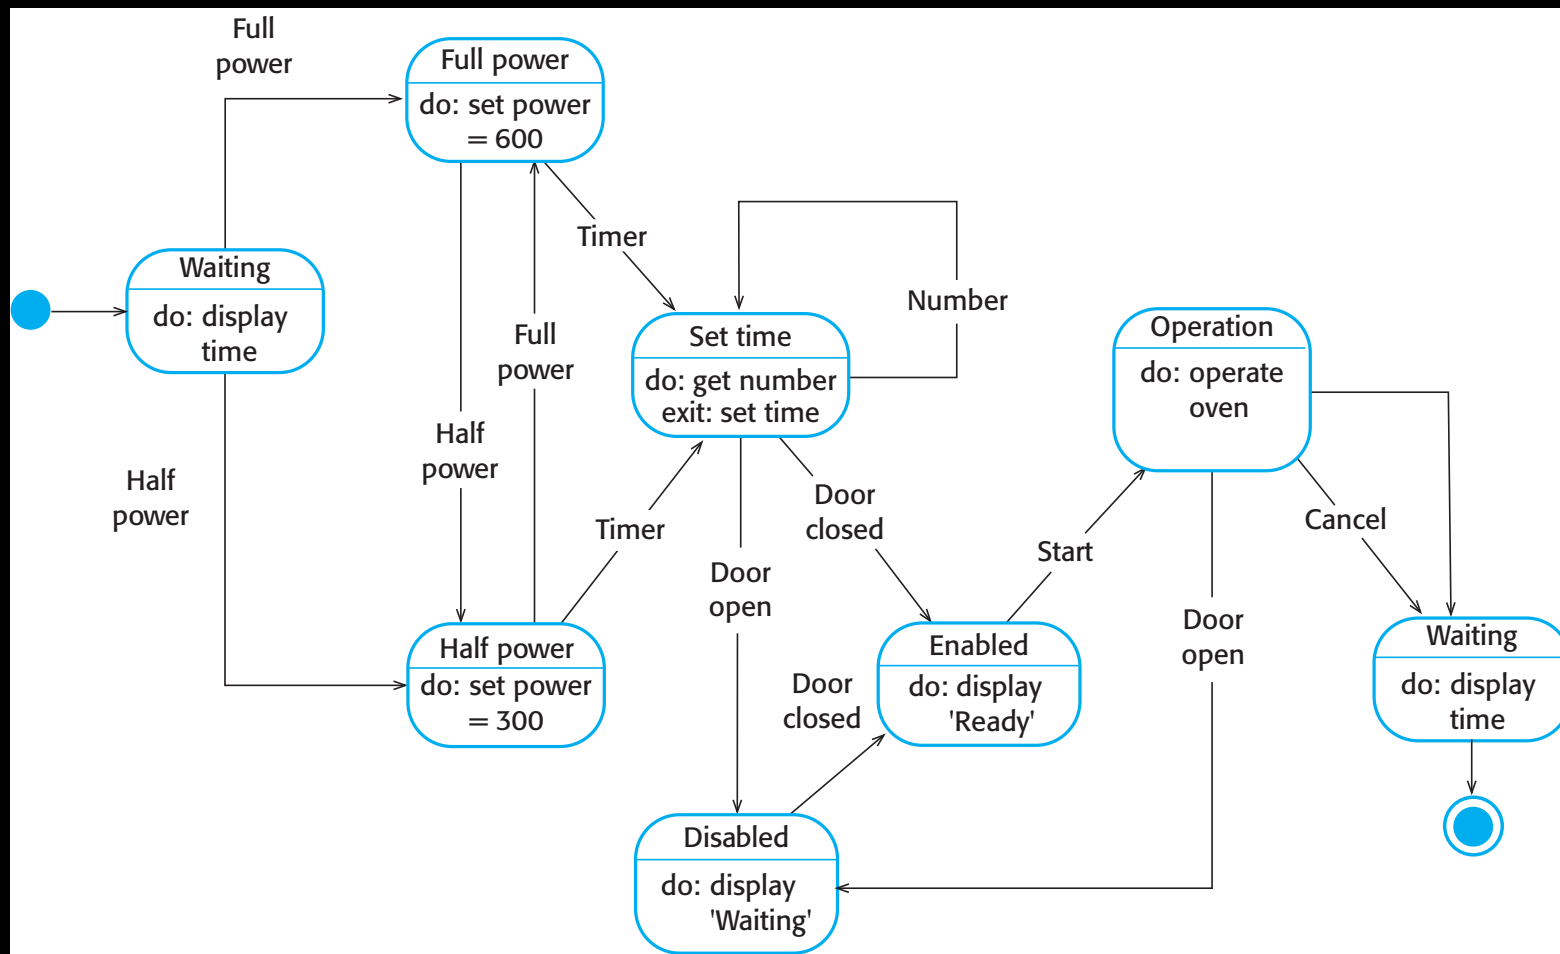 Full
power
Full power
do: set power
= 600
Waiting
do: display
time
Timer
Number
Full
power
Set time
do: get number
exit: set time
Operation
do: operate
oven
Half
power
Half
power
Timer
Door
closed
Cancel
Start
Door
open
Door
open
Half power
do: set power
= 300
Enabled
do: display
'Ready'
Waiting
do: display
time
Door
closed
Disabled
do: display
'Waiting'